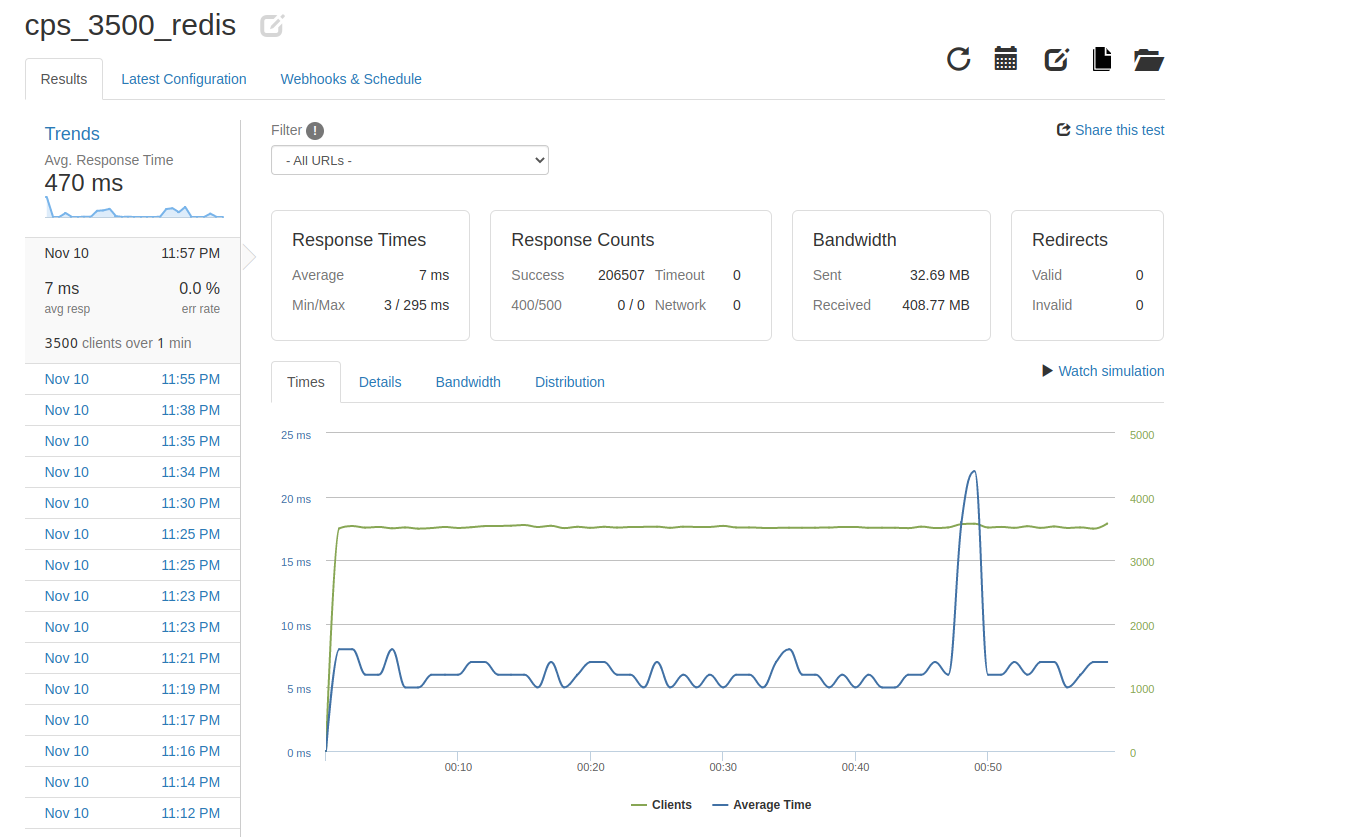 cps_3500_redis
Results Latest Configuration Webhooks & Schedule
Trends
Avg. Response Time
470 ms
Nov 10 11:57 PM
7 ms 0.0 %
avg resp err rate
3500 clients over 1 min
Nov 10 11:55 PM
Nov 10 11:38 PM
Nov 10 11:35 PM
Nov 10 11:34 PM
Nov 10 11:30 PM
Nov 10 11:25 PM
Nov 10 11:25 PM
Nov 10 11:23 PM
Nov 10 11:23 PM
Nov 10 11:21 PM
Nov 10 11:19 PM
Nov 10 11:17 PM
Nov 10 11:16 PM
Nov 10 11:14 PM
Nov 10 11:12 PM
Filter ! Share this test
- All URLs -
Response Times
Average 7 ms
Min/Max 3 / 295 ms
Response Counts
Success 206507 Timeout 0
400/500 0 / 0 Network 0
Bandwidth
Sent 32.69 MB
Received 408.77 MB
Redirects
Valid 0
Invalid 0
Times Details Bandwidth Distribution Watch simulation
25 ms 5000
20 ms 4000
15 ms 3000
10 ms 2000
5 ms 1000
0 ms 0
00:10 00:20 00:30 00:40 00:50
Clients Average Time